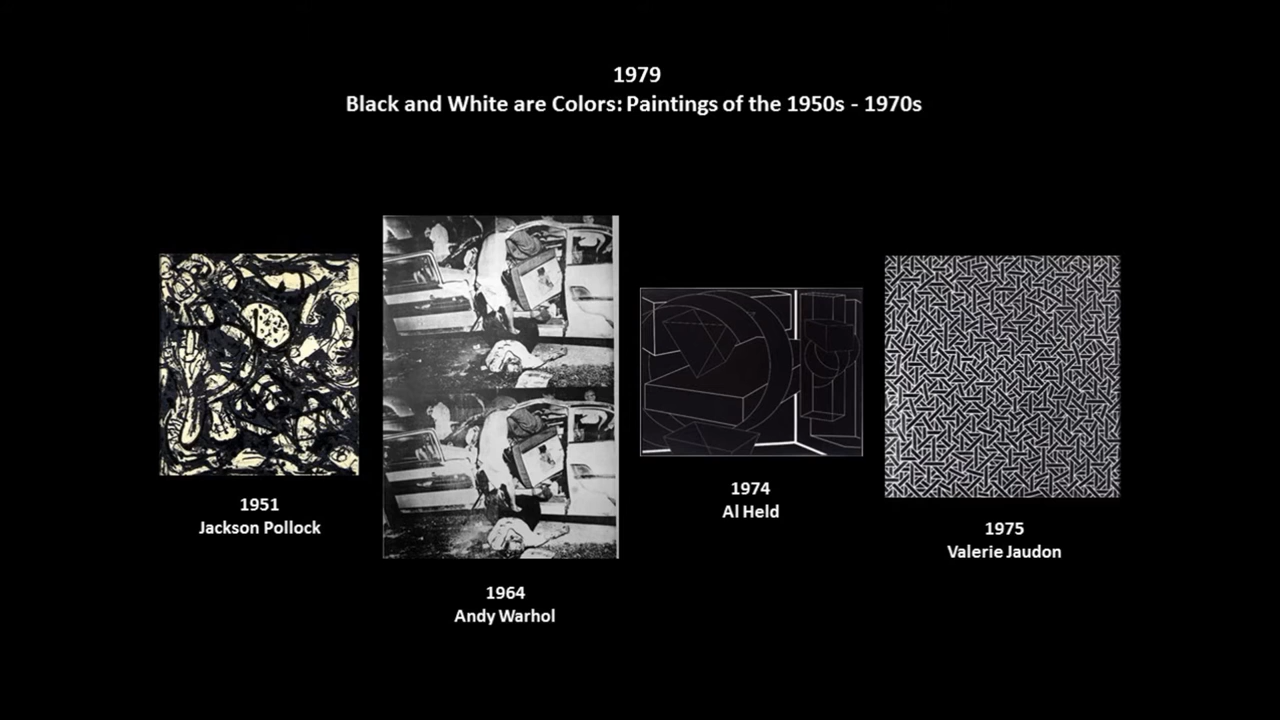 1979
Black and White are Colors: Paintings of the 1950s - 1970s
1951
Jackson Pollock
1964
Andy Warhol
1974
Al Held
1975
Valerie Jaudon